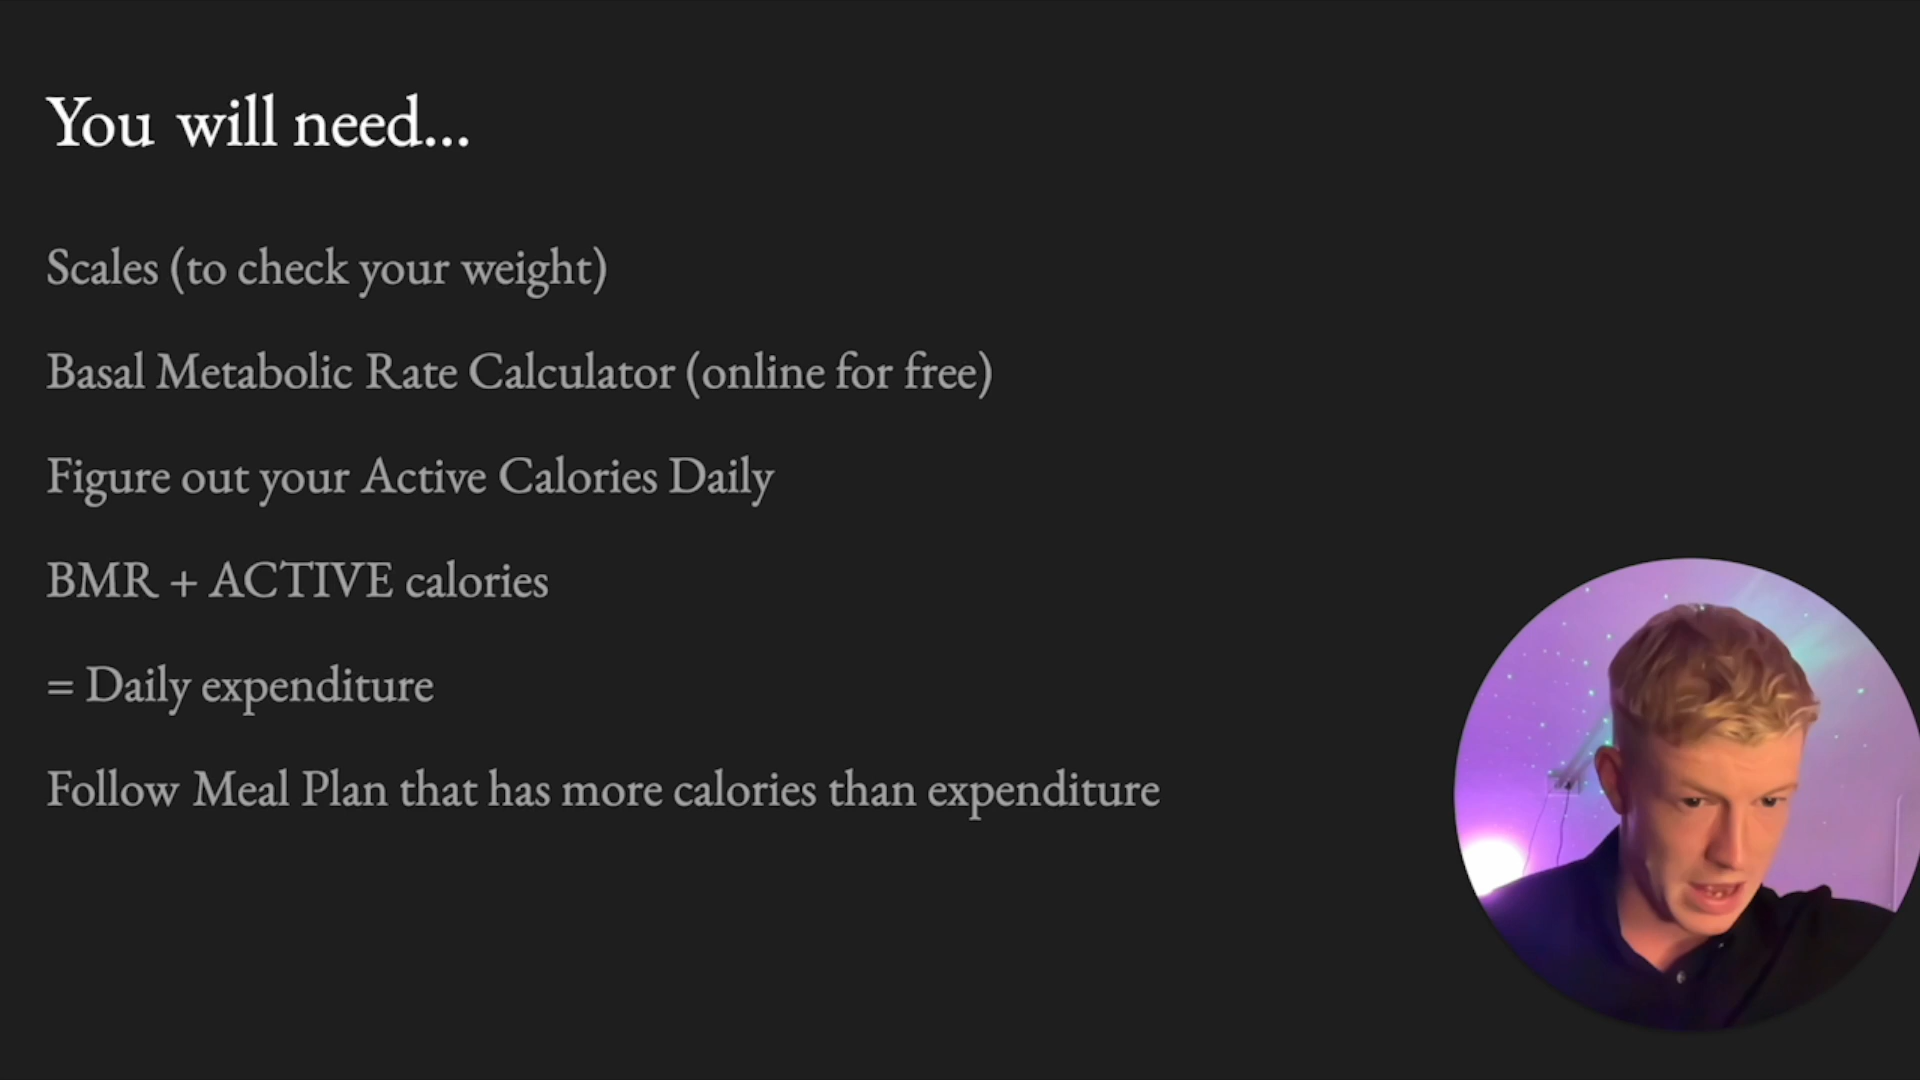 You will need...
Scales (to check your weight)
Basal Metabolic Rate Calculator (online for free)
Figure out your Active Calories Daily
BMR + ACTIVE calories
= Daily expenditure
Follow Meal Plan that has more calories than expenditure